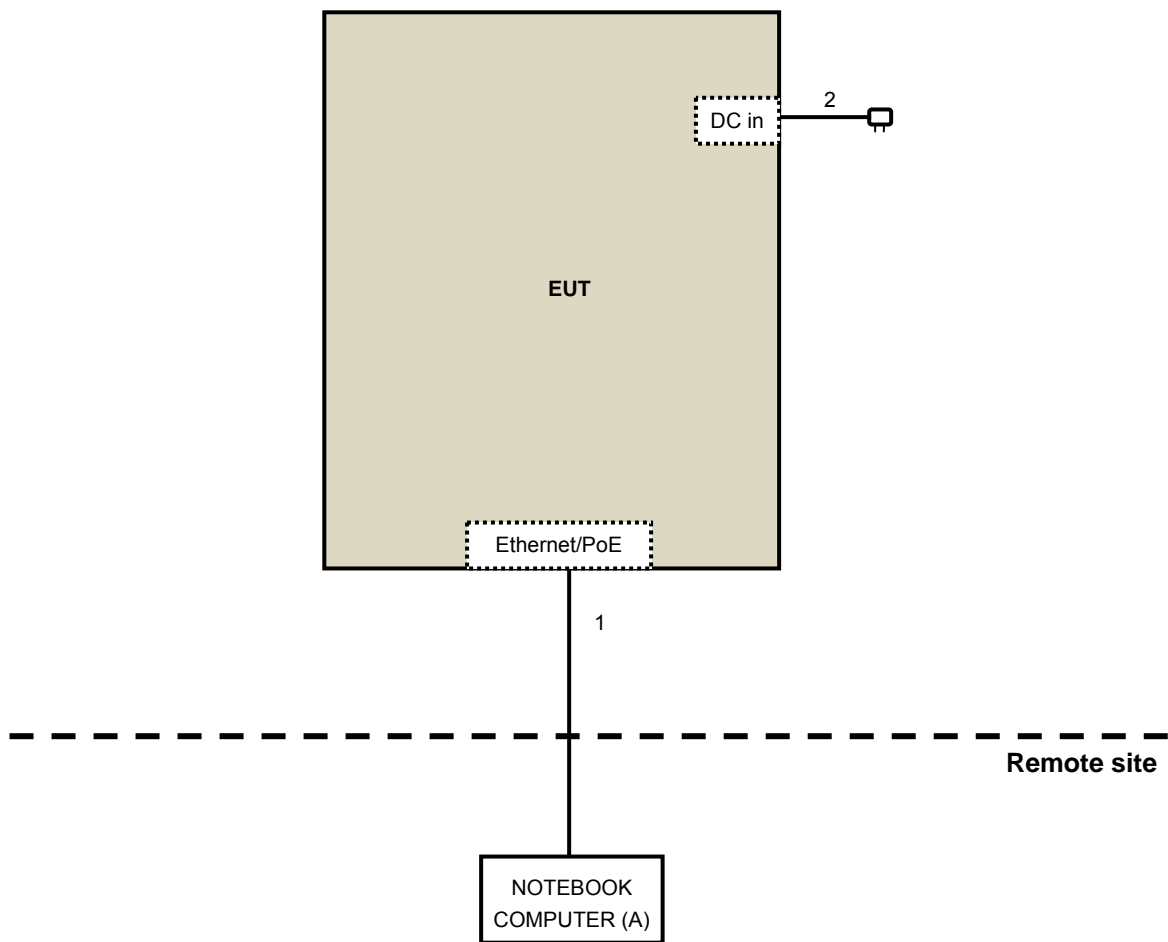 2
DC in
EUT
Ethernet/PoE
1
Remote site
NOTEBOOK
COMPUTER (A)